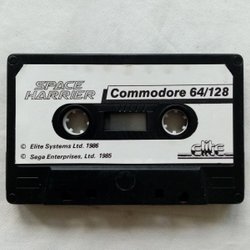 SPACE
HARRIER
Commodore 64/128
© Elite Systems Ltd. 1986
© Sega Enterprises, Ltd. 1985
elite